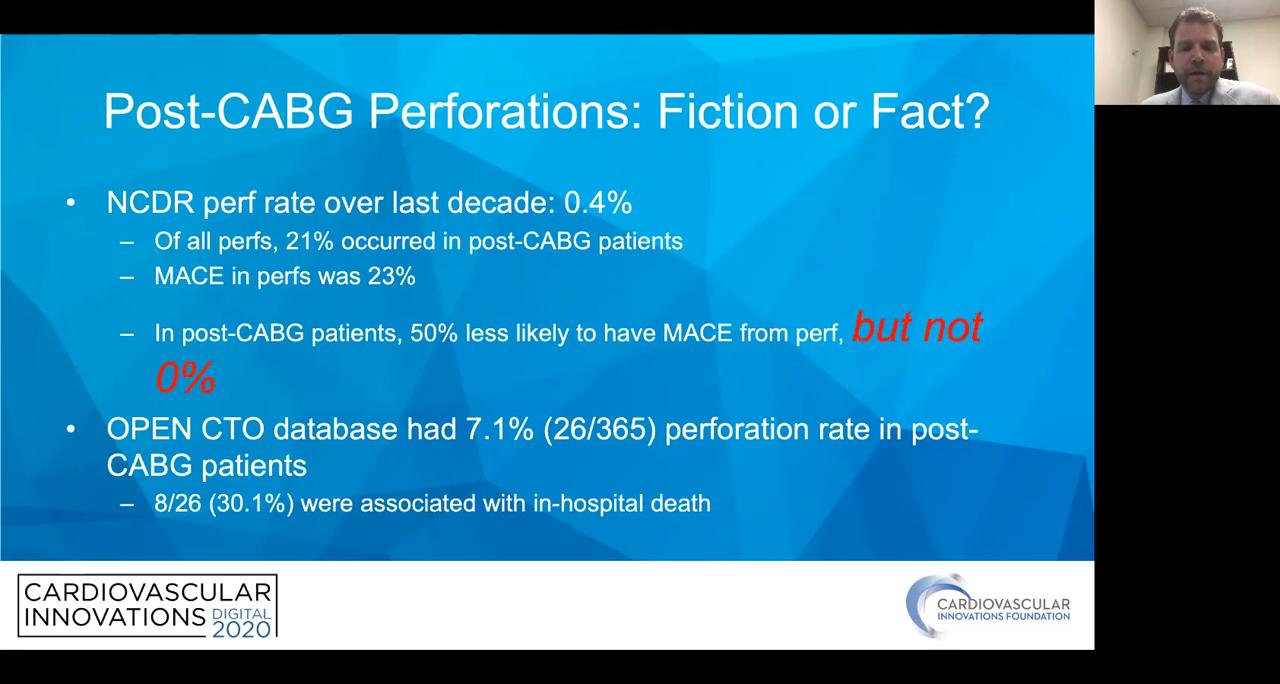 Post-CABG Perforations: Fiction or Fact?
• NCDR perf rate over last decade: 0.4%
– Of all perfs, 21% occurred in post-CABG patients
– MACE in perfs was 23%
– In post-CABG patients, 50% less likely to have MACE from perf, but not
0%
• OPEN CTO database had 7.1% (26/365) perforation rate in post-
CABG patients
– 8/26 (30.1%) were associated with in-hospital death
CARDIOVASCULAR
INNOVATIONS DIGITAL
2020
CARDIOVASCULAR
INNOVATIONS FOUNDATION